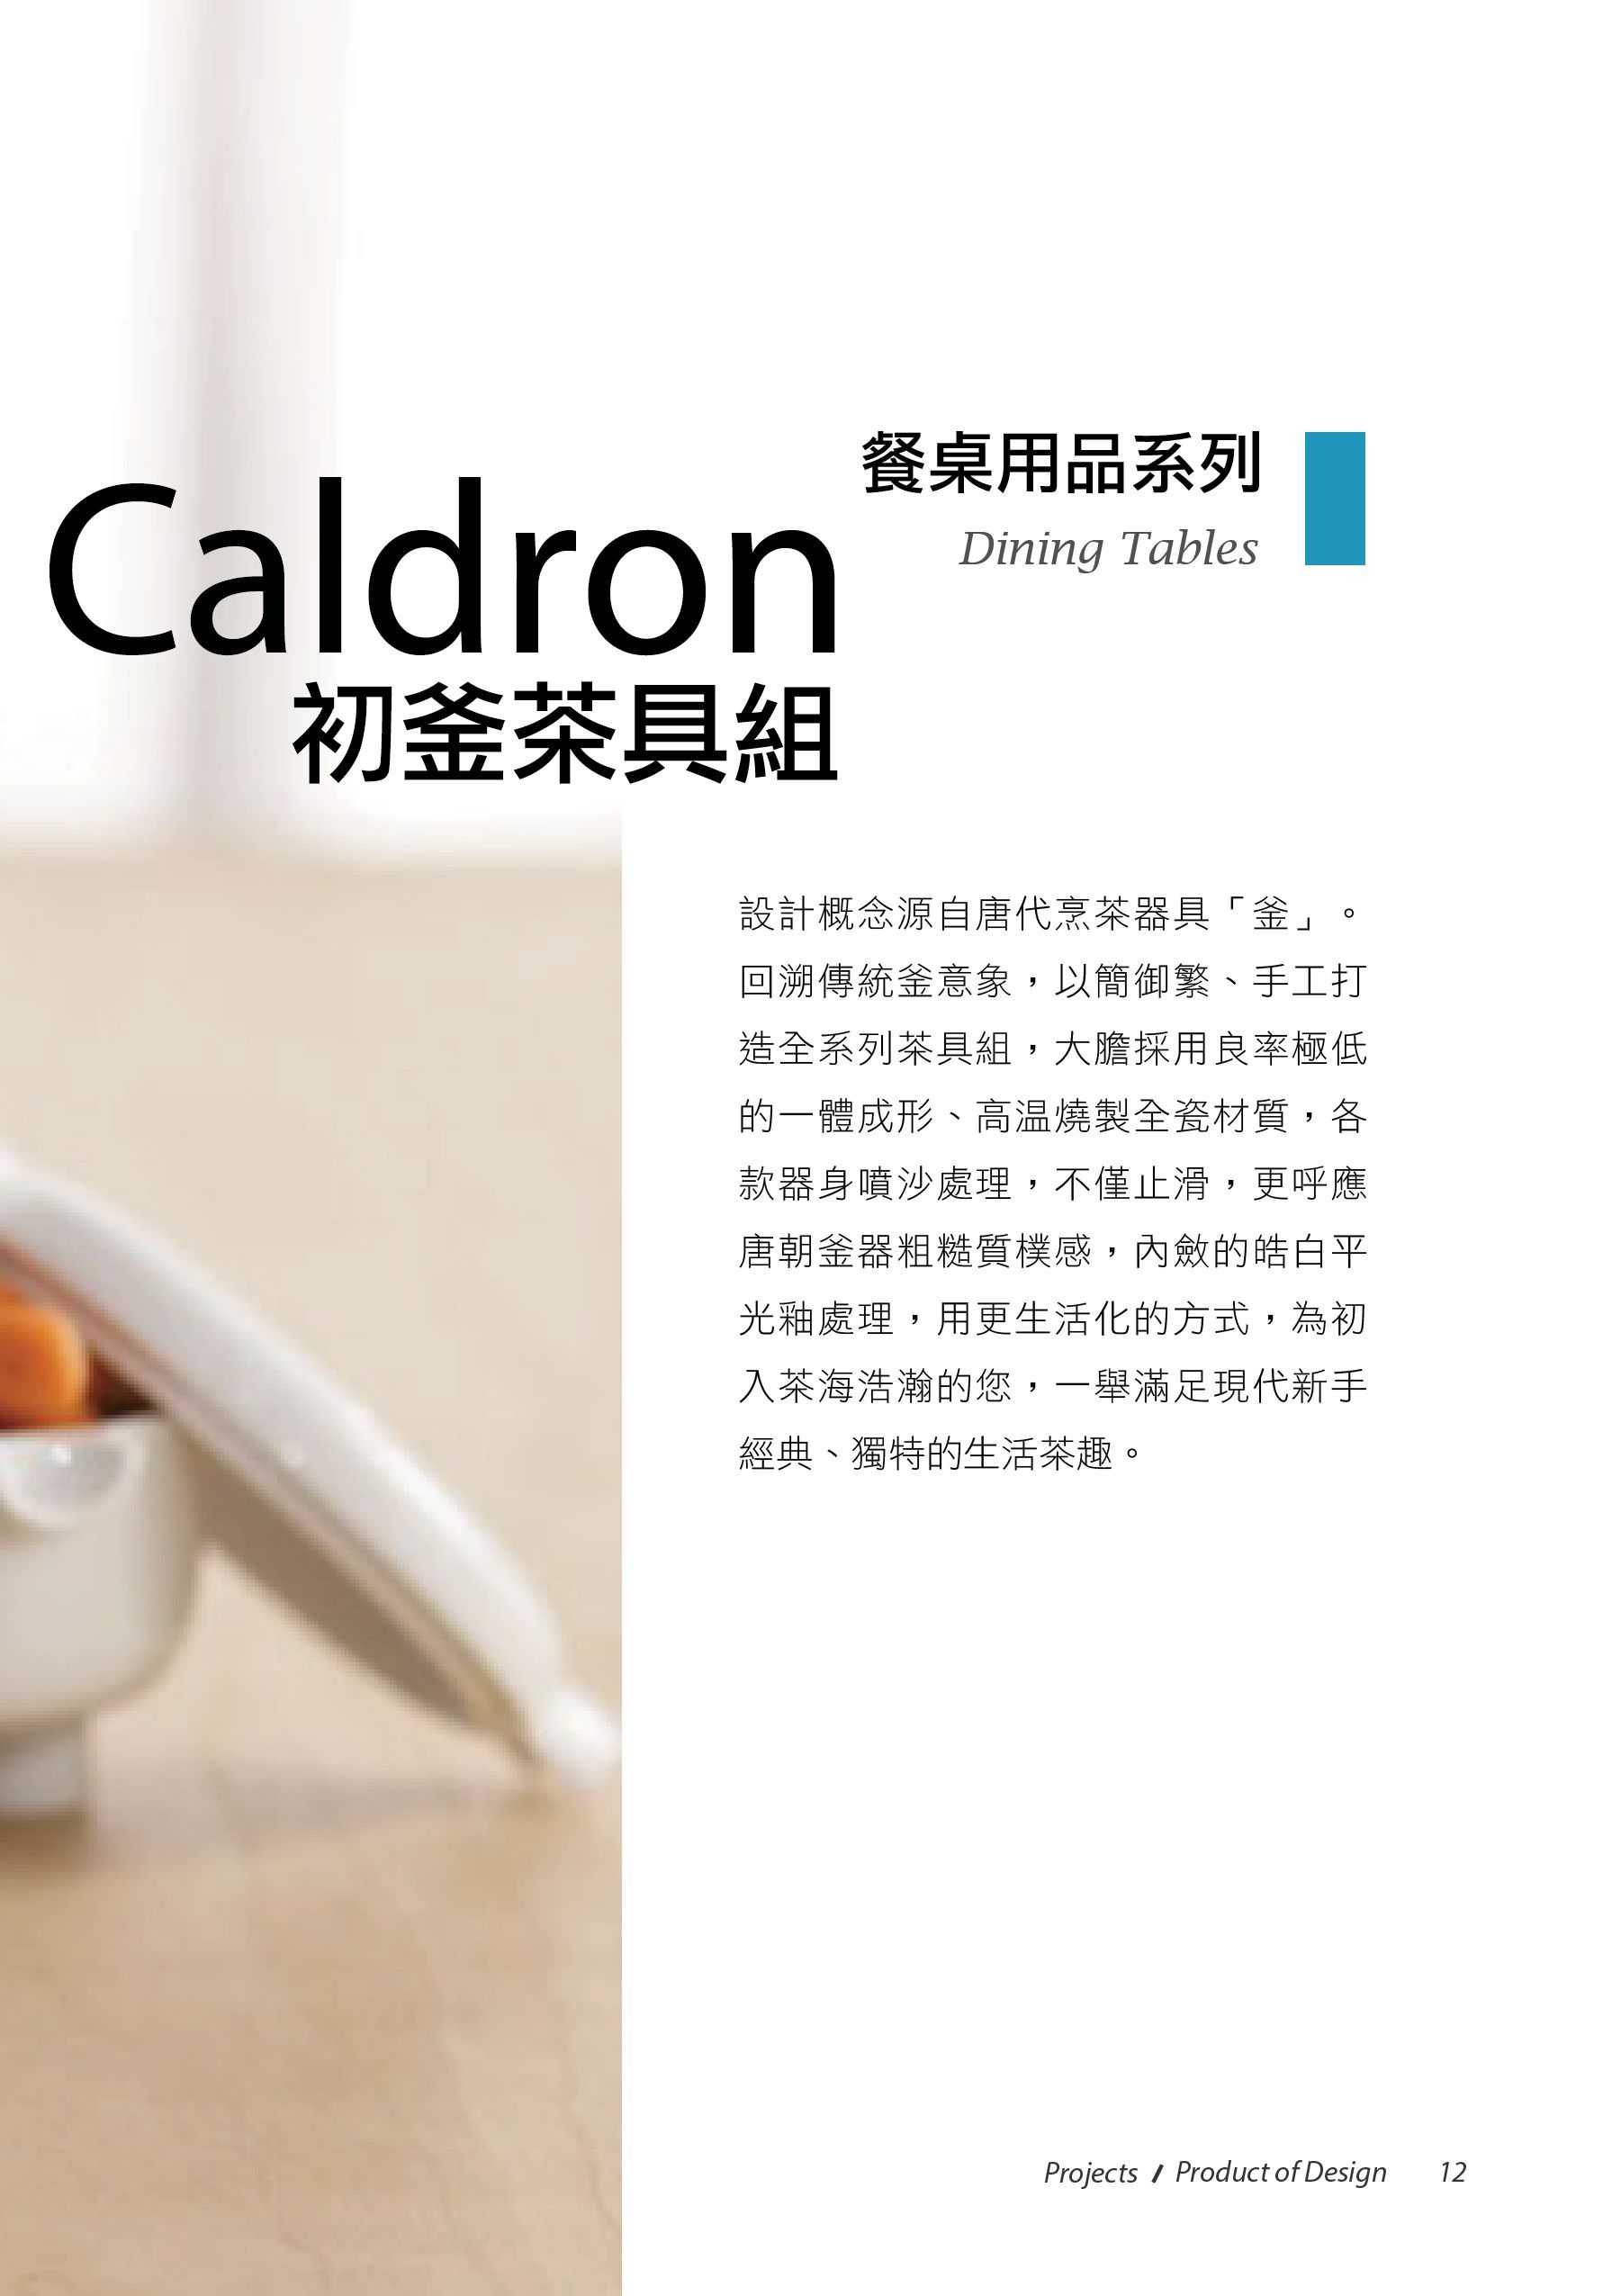 餐桌用品系列
Dining Tables
Caldron
初釜茶具組
設計概念源自唐代烹茶器具「釜」。
回溯傳統釜意象，以簡御繁、手工打
造全系列茶具組，大膽採用良率極低
的一體成形、高温燒製全瓷材質，各
款器身噴沙處理，不僅止滑，更呼應
唐朝釜器粗糙質樸感，內斂的皓白平
光釉處理，用更生活化的方式，為初
入茶海浩瀚的您，一舉滿足現代新手
經典、獨特的生活茶趣。
Projects / Product of Design 12